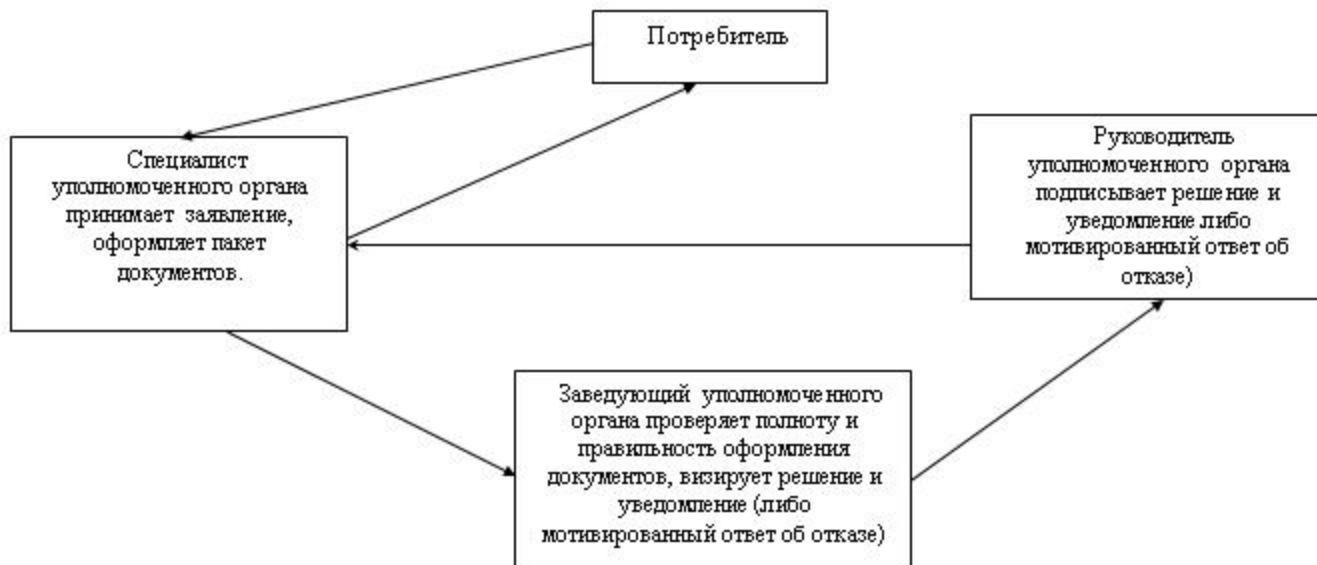 Потребитель
Специалист
уполномоченного органа
принимает заявление,
оформляет пакет
документов.
Руководитель
уполномоченного органа
подписывает решение и
уведомление либо
мотивированный ответ об
отказе)
Заведующий уполномоченного
органа проверяет полноту и
правильность оформления
документов, визирует решение и
уведомление (либо
мотивированный ответ об отказе)